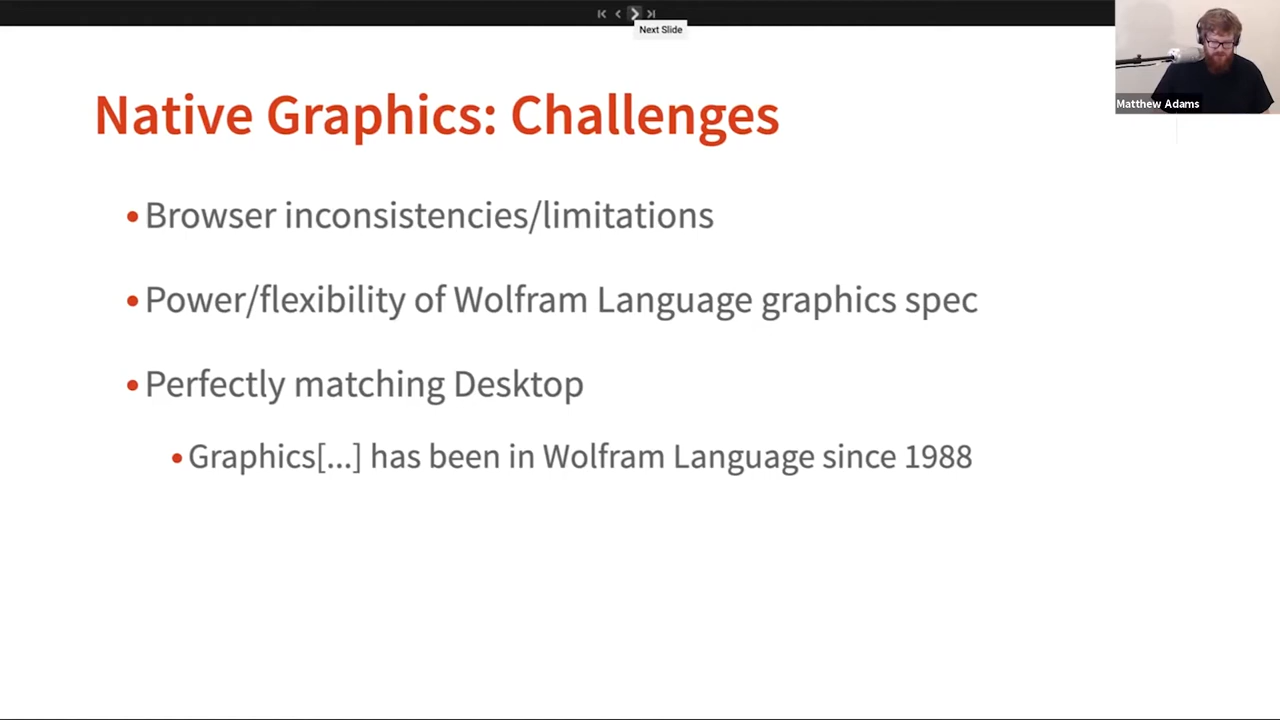 Next Slide
Matthew Adams
Native Graphics: Challenges
• Browser inconsistencies/limitations
• Power/flexibility of Wolfram Language graphics spec
• Perfectly matching Desktop
• Graphics[...] has been in Wolfram Language since 1988